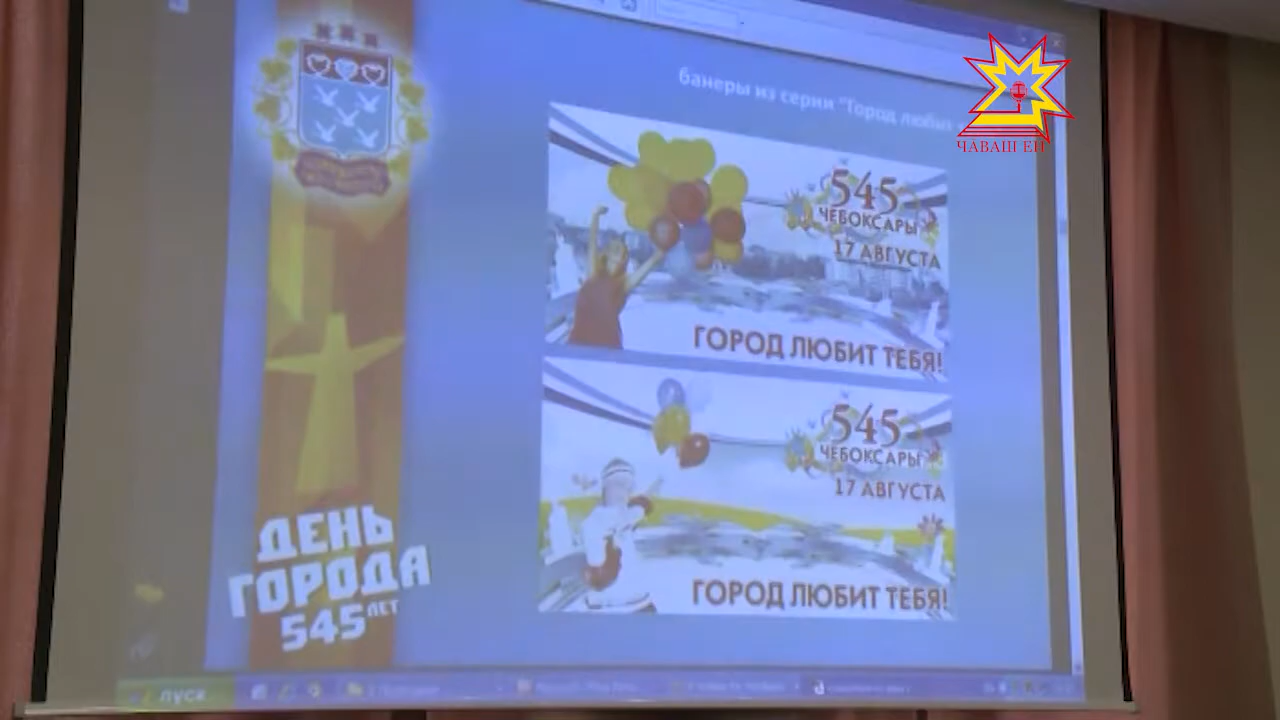 банеры из серии "Город любит
ЧӐВАШ ЕН
545
ЧЕБОКСАРЫ
17 АВГУСТА
ГОРОД ЛЮБИТ ТЕБЯ!
545
ЧЕБОКСАРЫ
17 АВГУСТА
ГОРОД ЛЮБИТ ТЕБЯ!
ДЕНЬ
ГОРОДА
545 ЛЕТ
пуск